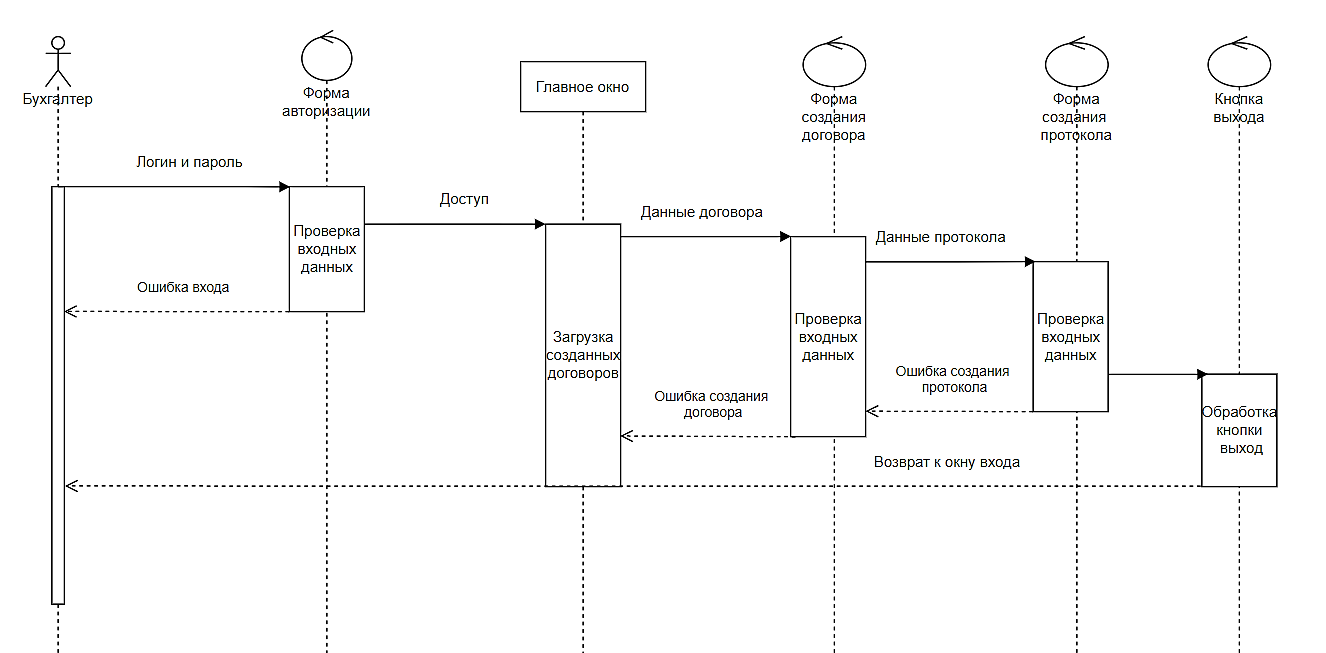 Бухгалтер
Форма
авторизации
Главное окно
Форма
создания
договора
Форма
создания
протокола
Кнопка
выхода
Логин и пароль
Доступ
Данные договора
Данные протокола
Проверка
входных
данных
Ошибка входа
Загрузка
созданных
договоров
Проверка
входных
данных
Проверка
входных
данных
Ошибка создания
протокола
Ошибка создания
договора
Обработка
кнопки
выход
Возврат к окну входа